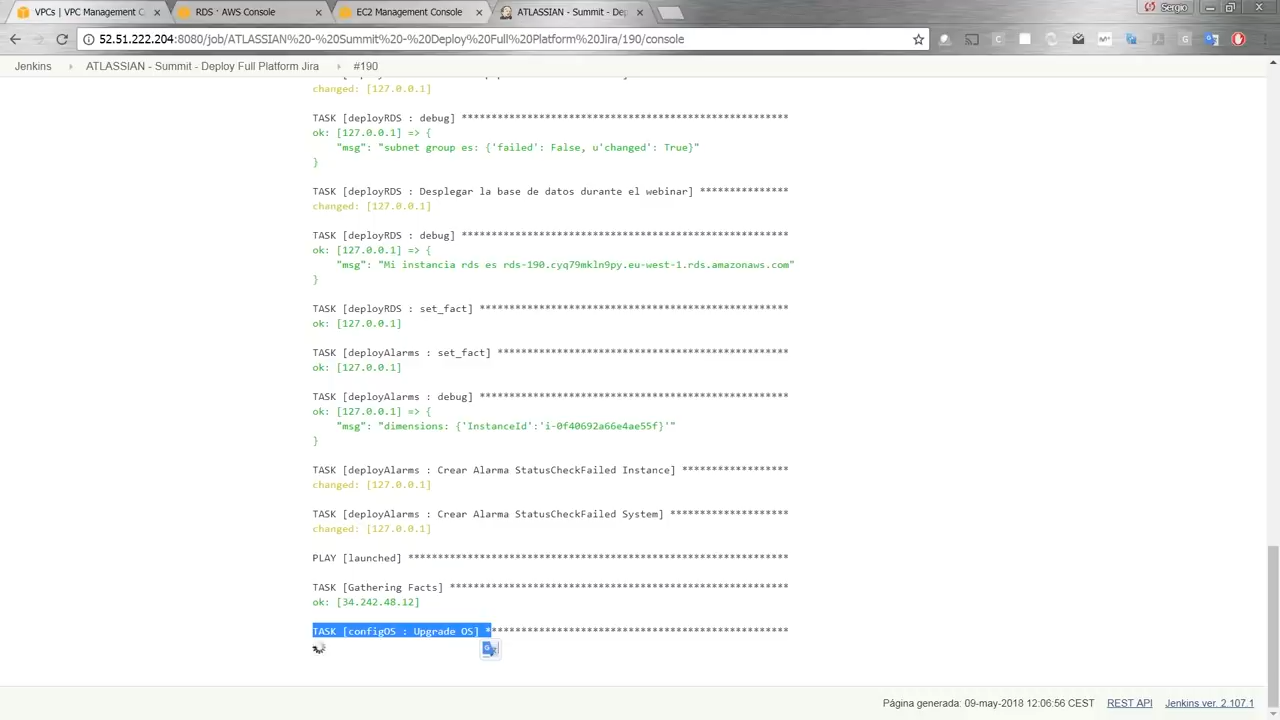 VPCs | VPC Management C
RDS · AWS Console
EC2 Management Console
ATLASSIAN - Summit - Dep
Sergio
52.51.222.204:8080/job/ATLASSIAN%20-%20Summit%20-%20Deploy%20Full%20Platform%20Jira/190/console
Jenkins
ATLASSIAN - Summit - Deploy Full Platform Jira
#190
changed: [127.0.0.1]
TASK [deployRDS : debug] *******************************************************
ok: [127.0.0.1] => {
"msg": "subnet group es: {'failed': False, u'changed': True}"
}
TASK [deployRDS : Desplegar la base de datos durante el webinar] ***************
changed: [127.0.0.1]
TASK [deployRDS : debug] *******************************************************
ok: [127.0.0.1] => {
"msg": "Mi instancia rds es rds-190.cyq79mkln9py.eu-west-1.rds.amazonaws.com"
}
TASK [deployRDS : set_fact] ****************************************************
ok: [127.0.0.1]
TASK [deployAlarms : set_fact] *************************************************
ok: [127.0.0.1]
TASK [deployAlarms : debug] ****************************************************
ok: [127.0.0.1] => {
"msg": "dimensions: {'InstanceId':'i-0f40692a66e4ae55f}'"
}
TASK [deployAlarms : Crear Alarma StatusCheckFailed Instance] ******************
changed: [127.0.0.1]
TASK [deployAlarms : Crear Alarma StatusCheckFailed System] ********************
changed: [127.0.0.1]
PLAY [launched] ****************************************************************
TASK [Gathering Facts] *********************************************************
ok: [34.242.48.12]
TASK [configOS : Upgrade OS] ***************************************************
Página generada: 09-may-2018 12:06:56 CEST
REST API
Jenkins ver. 2.107.1